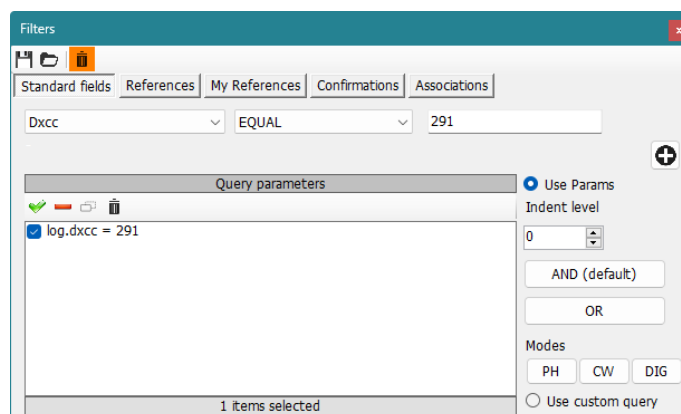 Filters
Standard fields References My References Confirmations Associations
Dxcc EQUAL 291
Query parameters
Use Params
Indent level
log.dxcc = 291
0
AND (default)
OR
Modes
PH CW DIG
1 items selected
Use custom query